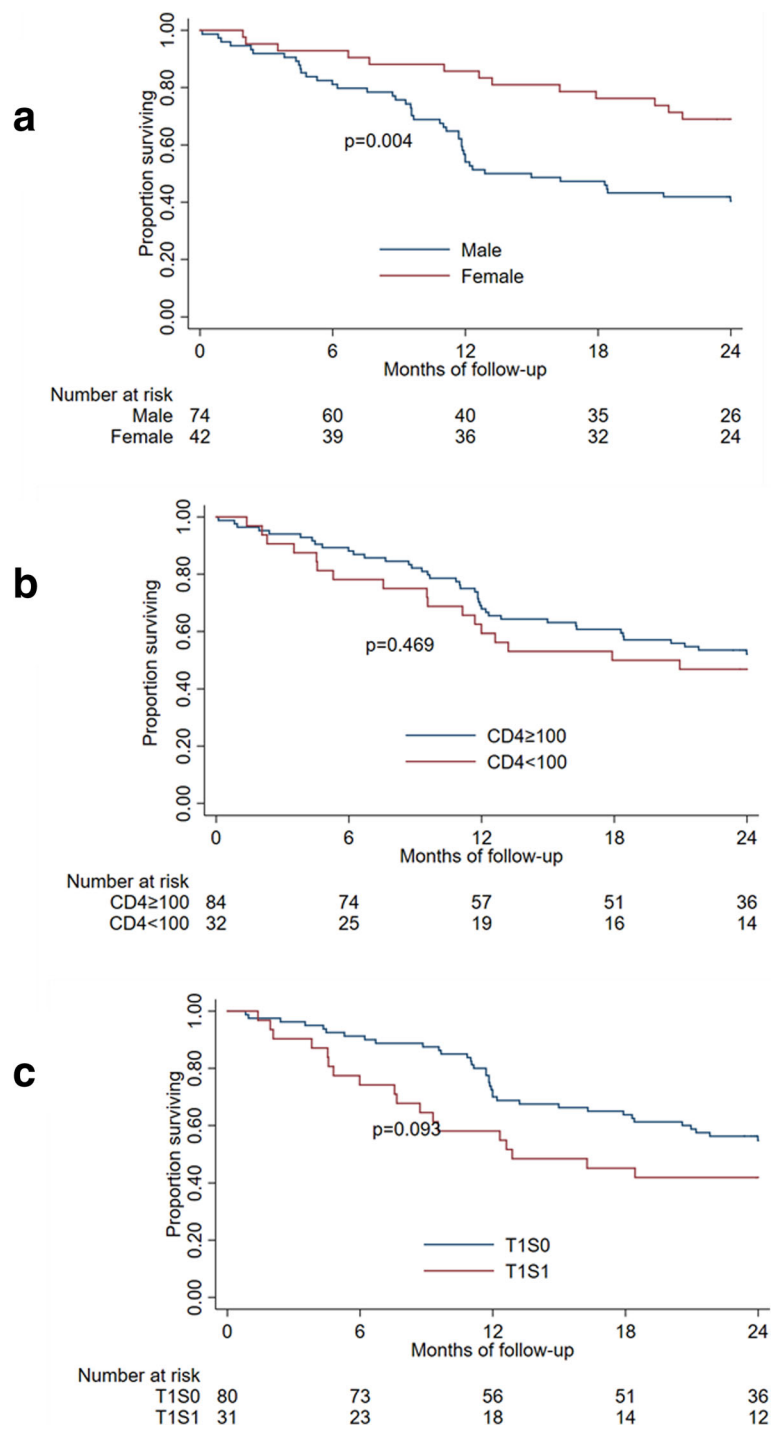 a
Proportion surviving
1.00
0.80
0.60
0.40
0.20
0.00
p=0.004
Male
Female
0 6 12 18 24
Months of follow-up
Number at risk
Male 74 60 40 35 26
Female 42 39 36 32 24
b
Proportion surviving
1.00
0.80
0.60
0.40
0.20
0.00
p=0.469
CD4≥100
CD4<100
0 6 12 18 24
Months of follow-up
Number at risk
CD4≥100 84 74 57 51 36
CD4<100 32 25 19 16 14
c
Proportion surviving
1.00
0.80
0.60
0.40
0.20
0.00
p=0.093
T1S0
T1S1
0 6 12 18 24
Months of follow-up
Number at risk
T1S0 80 73 56 51 36
T1S1 31 23 18 14 12